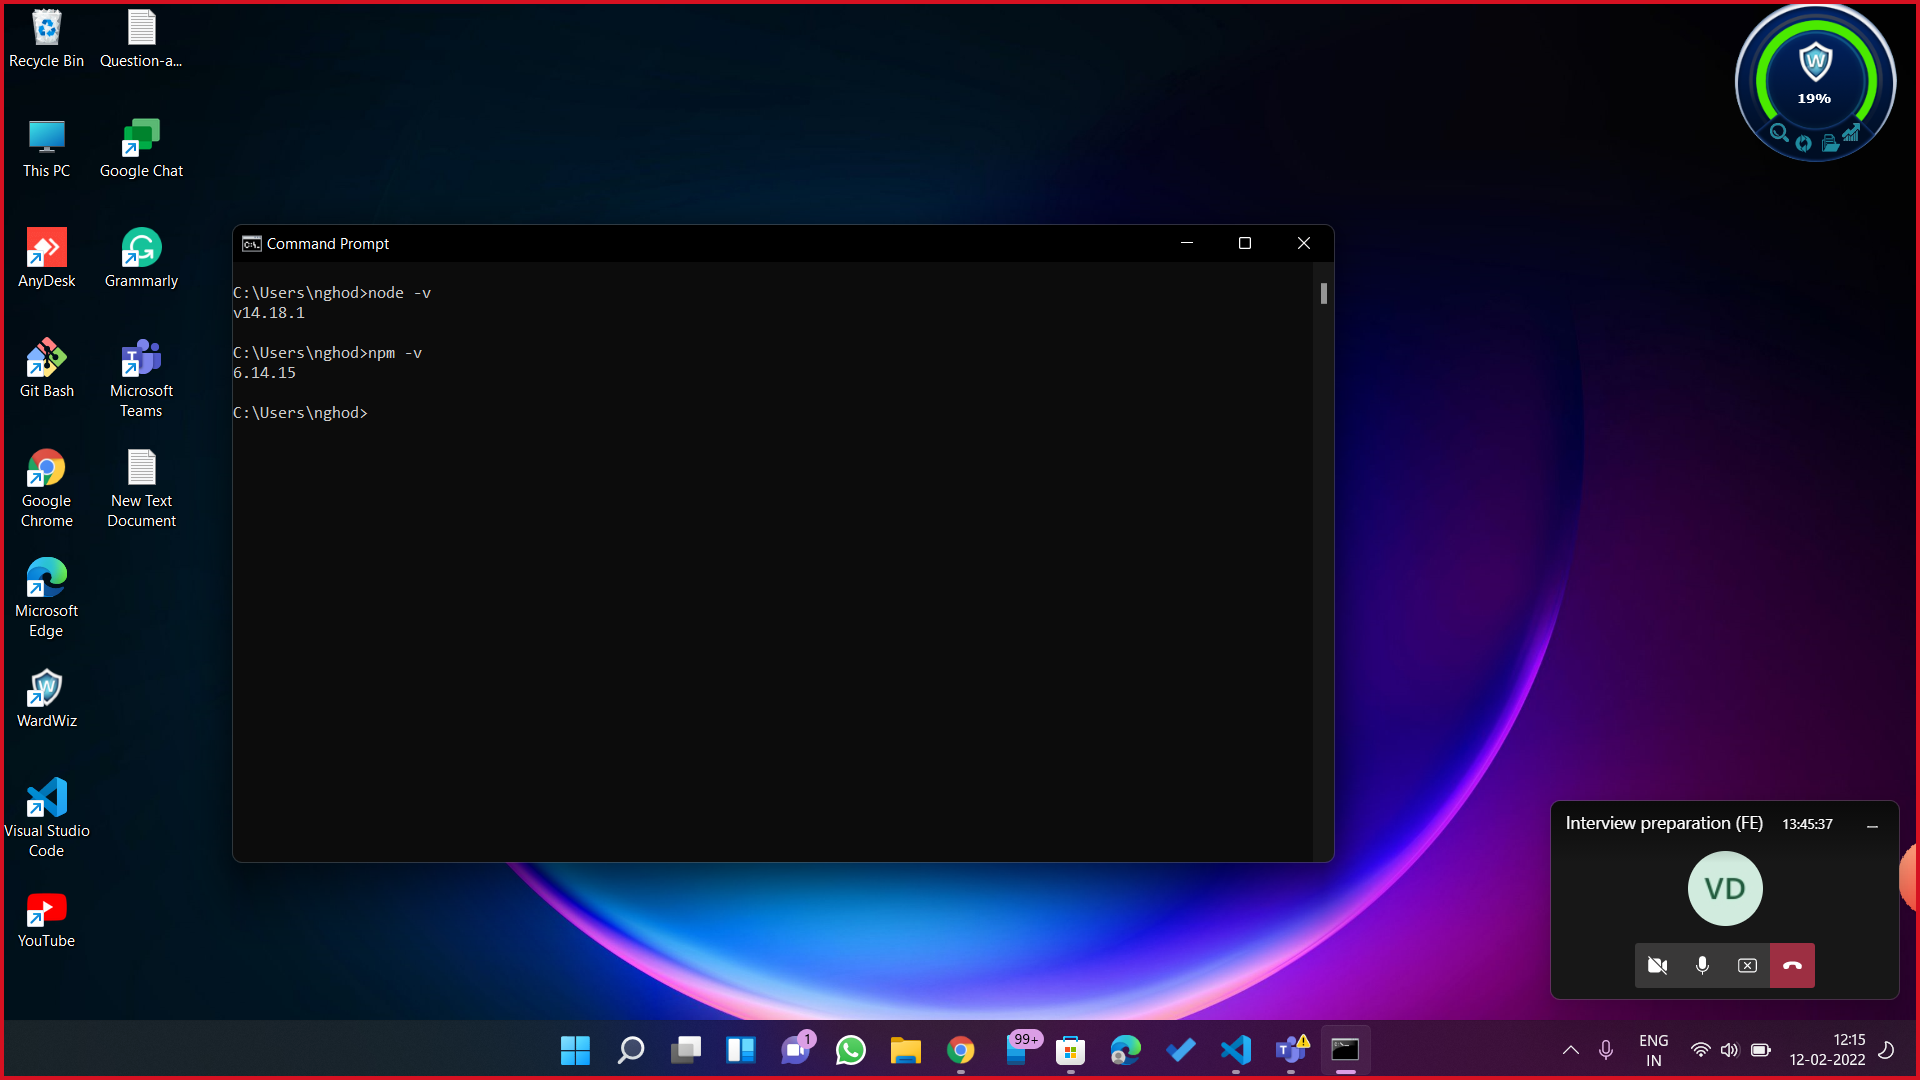 Recycle Bin
Question-a...
This PC
Google Chat
AnyDesk
Grammarly
Git Bash
Microsoft
Teams
Google
Chrome
New Text
Document
Microsoft
Edge
WardWiz
Visual Studio
Code
YouTube
W
19%
Command Prompt
C:\Users\nghod>node -v
v14.18.1
C:\Users\nghod>npm -v
6.14.15
C:\Users\nghod>
Interview preparation (FE) 13:45:37
VD
1
99+
ENG
IN
12:15
12-02-2022